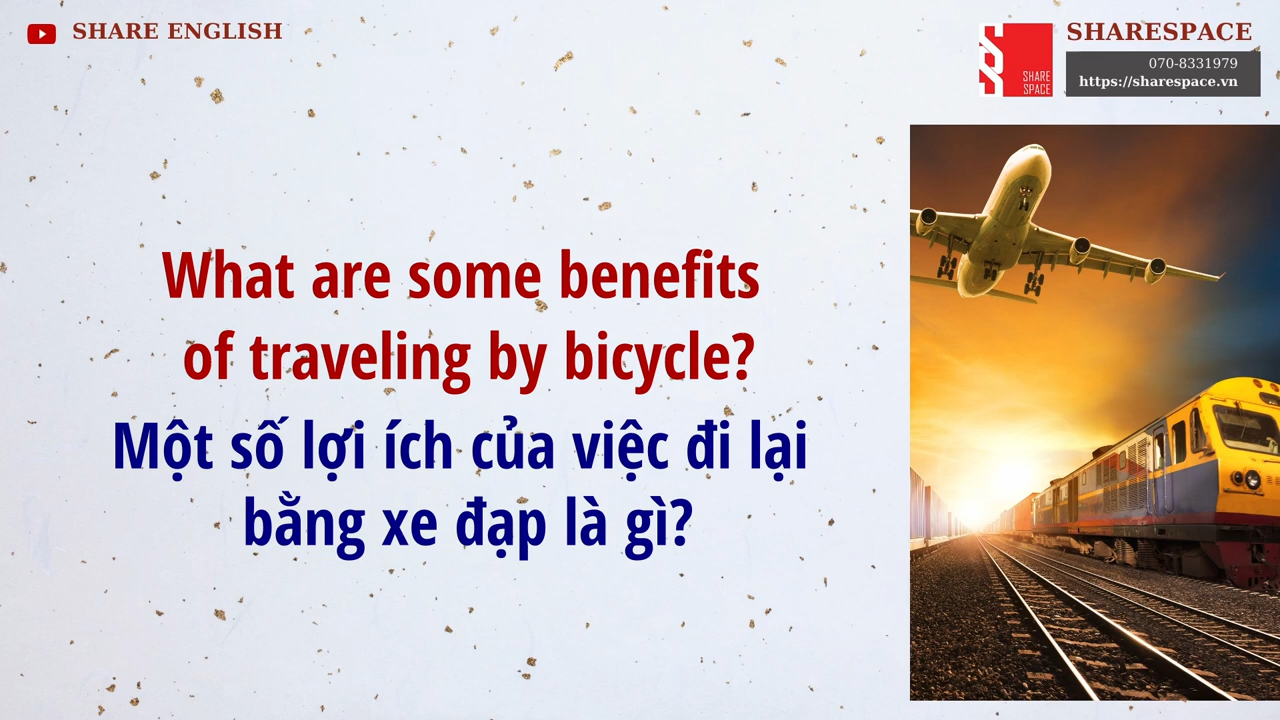 SHARE ENGLISH
SHARESPACE
070-8331979
https://sharespace.vn
SHARE
SPACE
What are some benefits
of traveling by bicycle?
Một số lợi ích của việc đi lại
bằng xe đạp là gì?